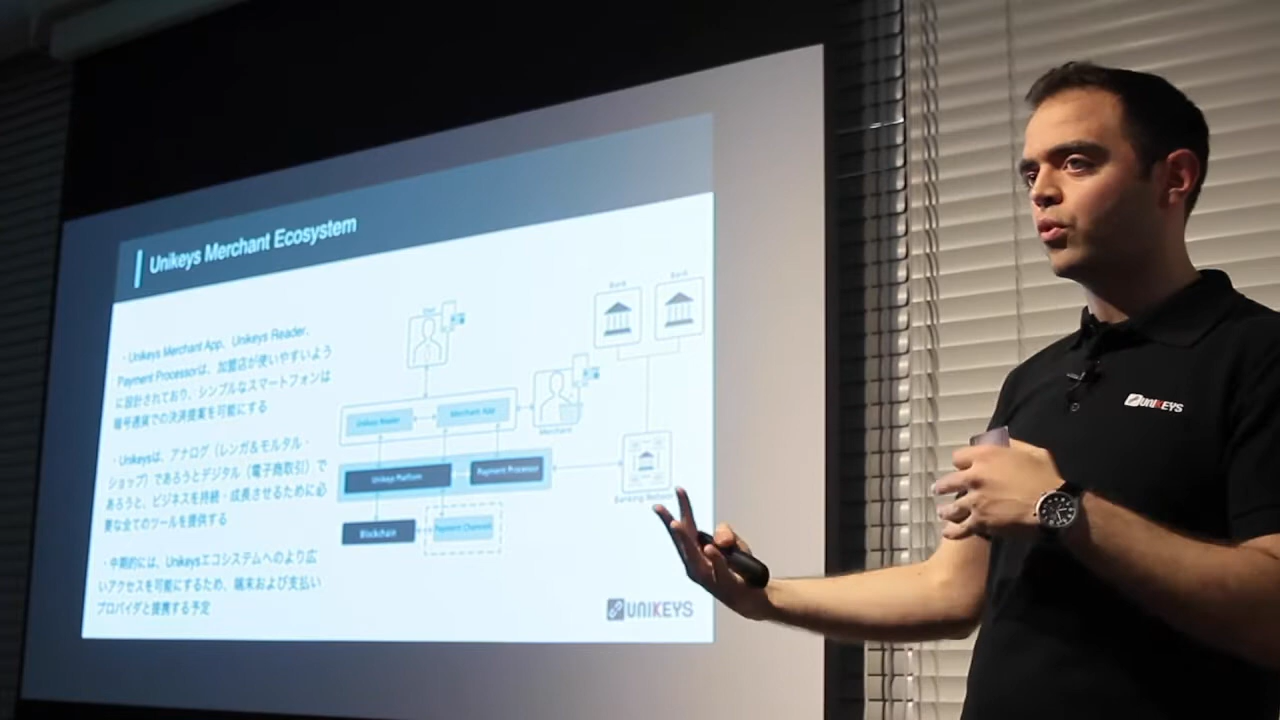 Unikeys Merchant Ecosystem
・Unikeys Merchant App、Unikeys Reader、
Payment Processorは、加盟店が使いやすいよう
に設計されており、シンプルなスマートフォンは
暗号通貨での決済提案を可能にする
・Unikeysは、アナログ（レンガ&モルタル・
ショップ）であろうとデジタル（電子商取引）で
あろうと、ビジネスを持続・成長させるために必
要な全てのツールを提供する
・中期的には、Unikeysエコシステムへのより広
いアクセスを可能にするため、端末および支払い
プロバイダと提携する予定
User
Bank
Bank
Unikeys Reader
Merchant App
Merchant
Unikeys Platform
Payment Processor
Banking Network
Blockchain
Payment Channels
UNIKEYS
UNIKEYS